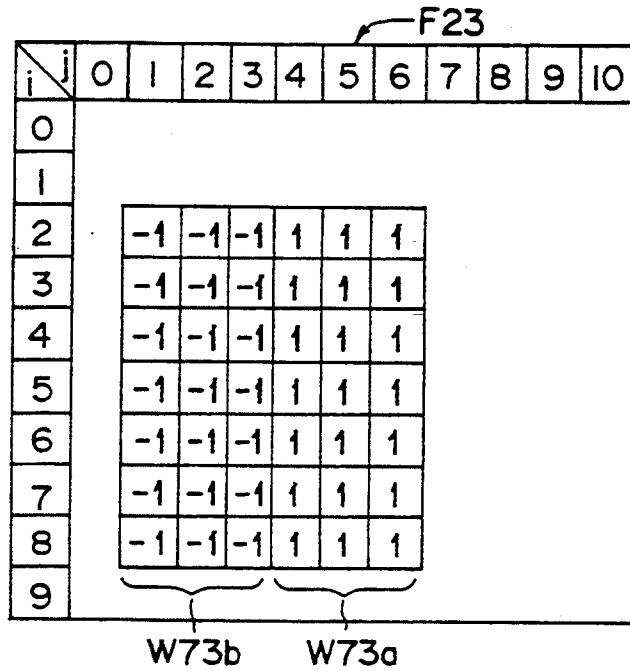 F23
i j 0 1 2 3 4 5 6 7 8 9 10
0
1
2 -1 -1 -1 1 1 1
3 -1 -1 -1 1 1 1
4 -1 -1 -1 1 1 1
5 -1 -1 -1 1 1 1
6 -1 -1 -1 1 1 1
7 -1 -1 -1 1 1 1
8 -1 -1 -1 1 1 1
9
W73b W73a